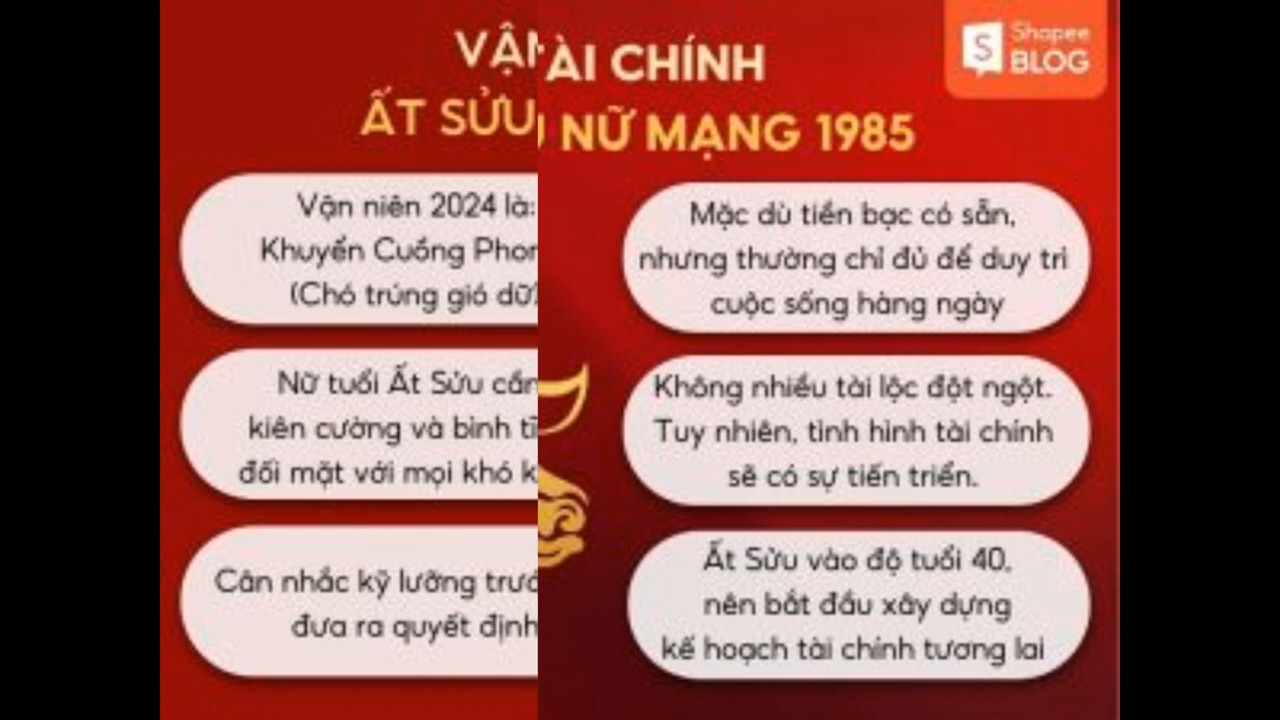 VẬN
ẤT SỬU
Vận niên 2024 là:
Khuyển Cuồng Phon
(Chó trúng gió dữ)
Nữ tuổi Ất Sửu cần
kiên cường và bình tĩ
đối mặt với mọi khó k
Cân nhắc kỹ lưỡng trướ
đưa ra quyết định
TÀI CHÍNH
NỮ MẠNG 1985
Shopee
BLOG
Mặc dù tiền bạc có sẵn,
nhưng thường chỉ đủ để duy trì
cuộc sống hàng ngày
Không nhiều tài lộc đột ngột.
Tuy nhiên, tình hình tài chính
sẽ có sự tiến triển.
Ất Sửu vào độ tuổi 40,
nên bắt đầu xây dựng
kế hoạch tài chính tương lai